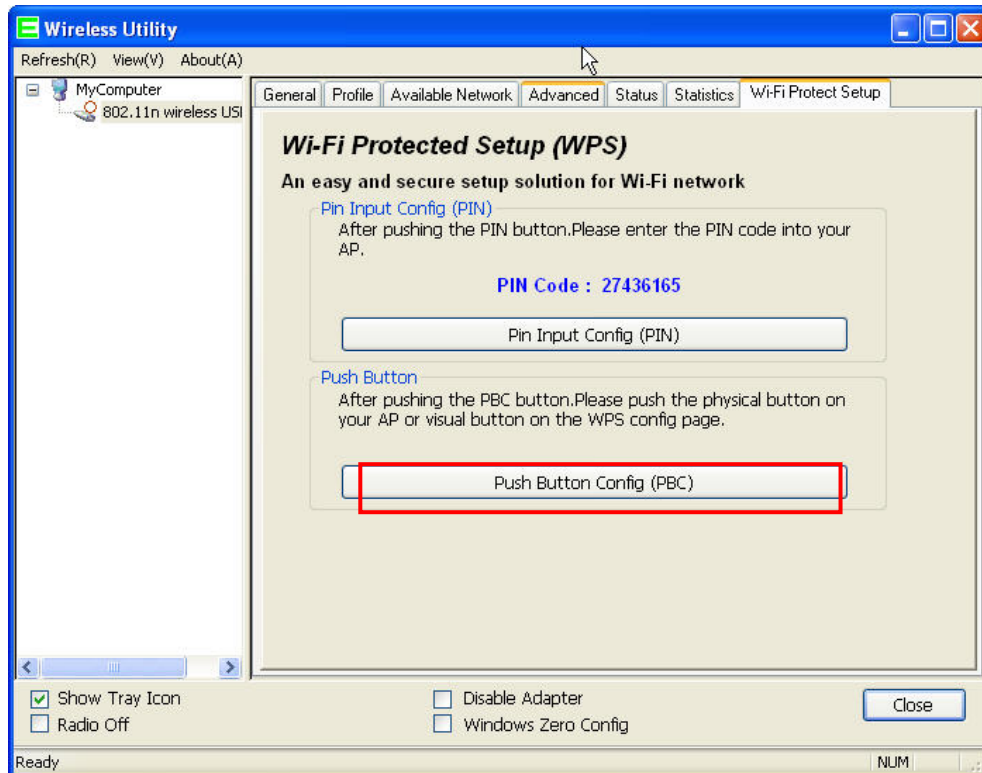 Wireless Utility
Refresh(R) View(V) About(A)
MyComputer
802.11n wireless USI
General Profile Available Network Advanced Status Statistics Wi-Fi Protect Setup
Wi-Fi Protected Setup (WPS)
An easy and secure setup solution for Wi-Fi network
Pin Input Config (PIN)
After pushing the PIN button.Please enter the PIN code into your
AP.
PIN Code : 27436165
Pin Input Config (PIN)
Push Button
After pushing the PBC button.Please push the physical button on
your AP or visual button on the WPS config page.
Push Button Config (PBC)
Show Tray Icon
Radio Off
Disable Adapter
Windows Zero Config
Close
Ready
NUM